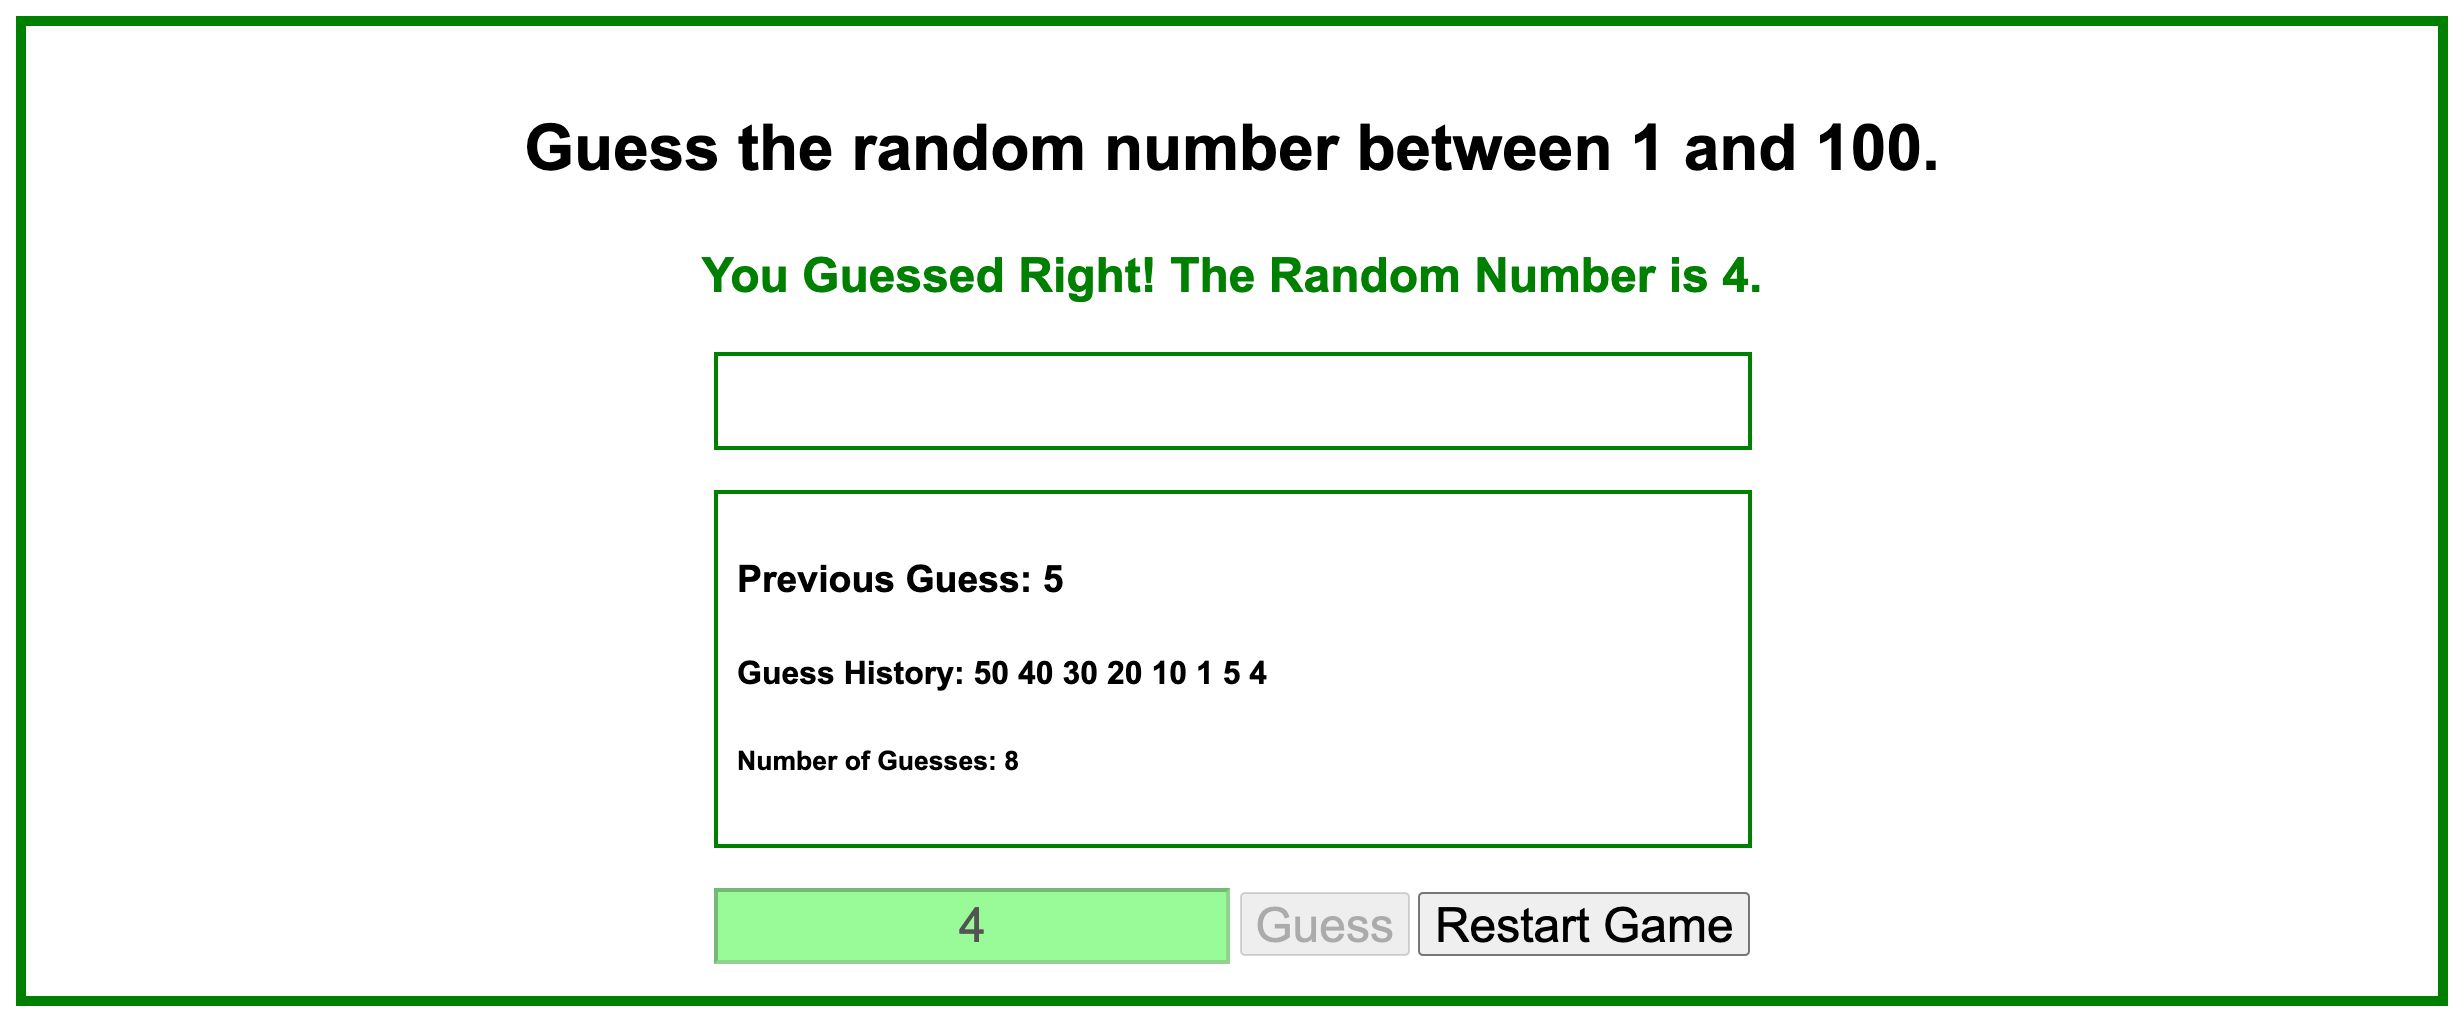 Guess the random number between 1 and 100.
You Guessed Right! The Random Number is 4.
Previous Guess: 5
Guess History: 50 40 30 20 10 1 5 4
Number of Guesses: 8
4 Guess Restart Game